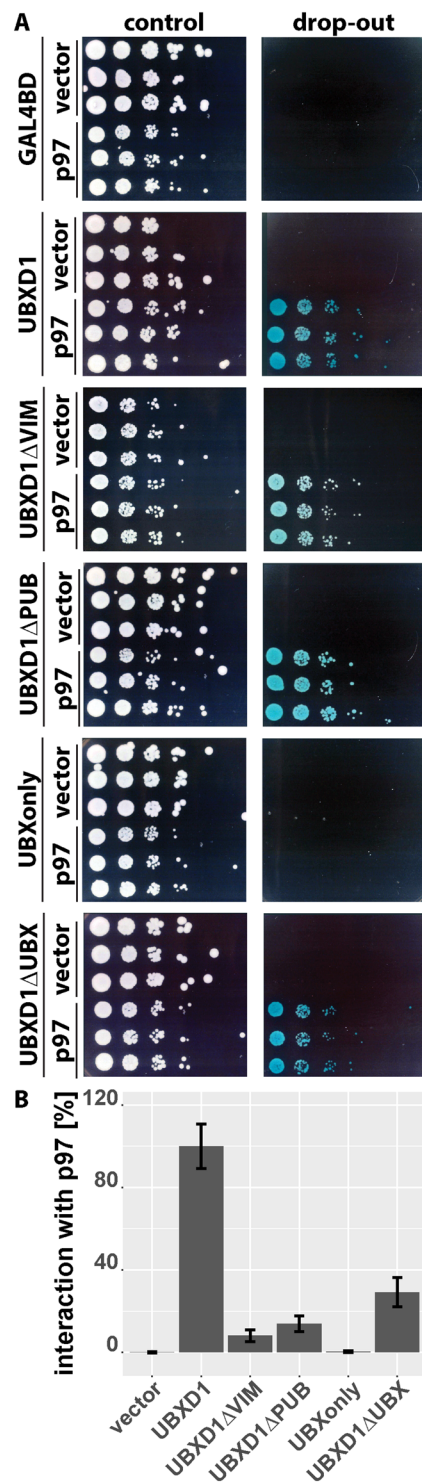 A
control
drop-out
GAL4BD
vector
p97
UBXD1
vector
p97
UBXD1ΔVIM
vector
p97
UBXD1ΔPUB
vector
p97
UBXonly
vector
p97
UBXD1ΔUBX
vector
p97
B
interaction with p97 [%]
120
80
40
0
vector
UBXD1
UBXD1ΔVIM
UBXD1ΔPUB
UBXonly
UBXD1ΔUBX